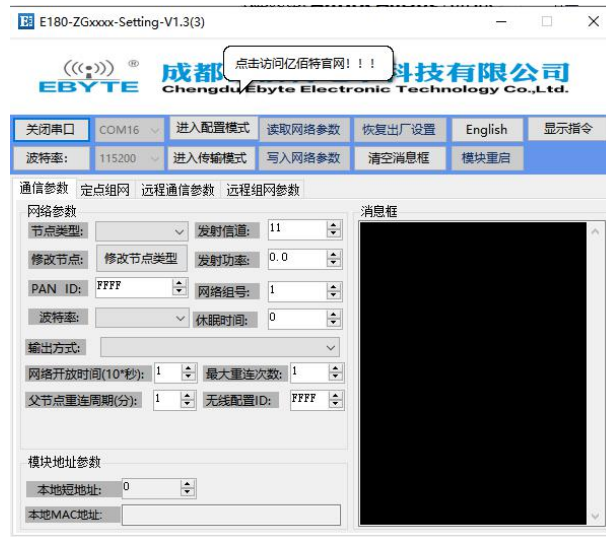 E180-ZGxxxx-Setting-V1.3(3)
EBYTE ®
成都
科技有限公司
点击访问亿佰特官网！！！
Chengdu Ebyte Electronic Technology Co.,Ltd.
关闭串口 COM16 进入配置模式 读取网络参数 恢复出厂设置 English 显示指令
波特率: 115200 进入传输模式 写入网络参数 清空消息框 模块重启
通信参数 定点组网 远程通信参数 远程组网参数
网络参数
节点类型: 发射信道: 11
修改节点: 修改节点类型 发射功率: 0.0
PAN ID: FFFF 网络组号: 1
波特率: 休眠时间: 0
输出方式:
网络开放时间(10*秒): 1 最大重连次数: 1
父节点重连周期(分): 1 无线配置ID: FFFF
模块地址参数
本地短地址: 0
本地MAC地址:
消息框